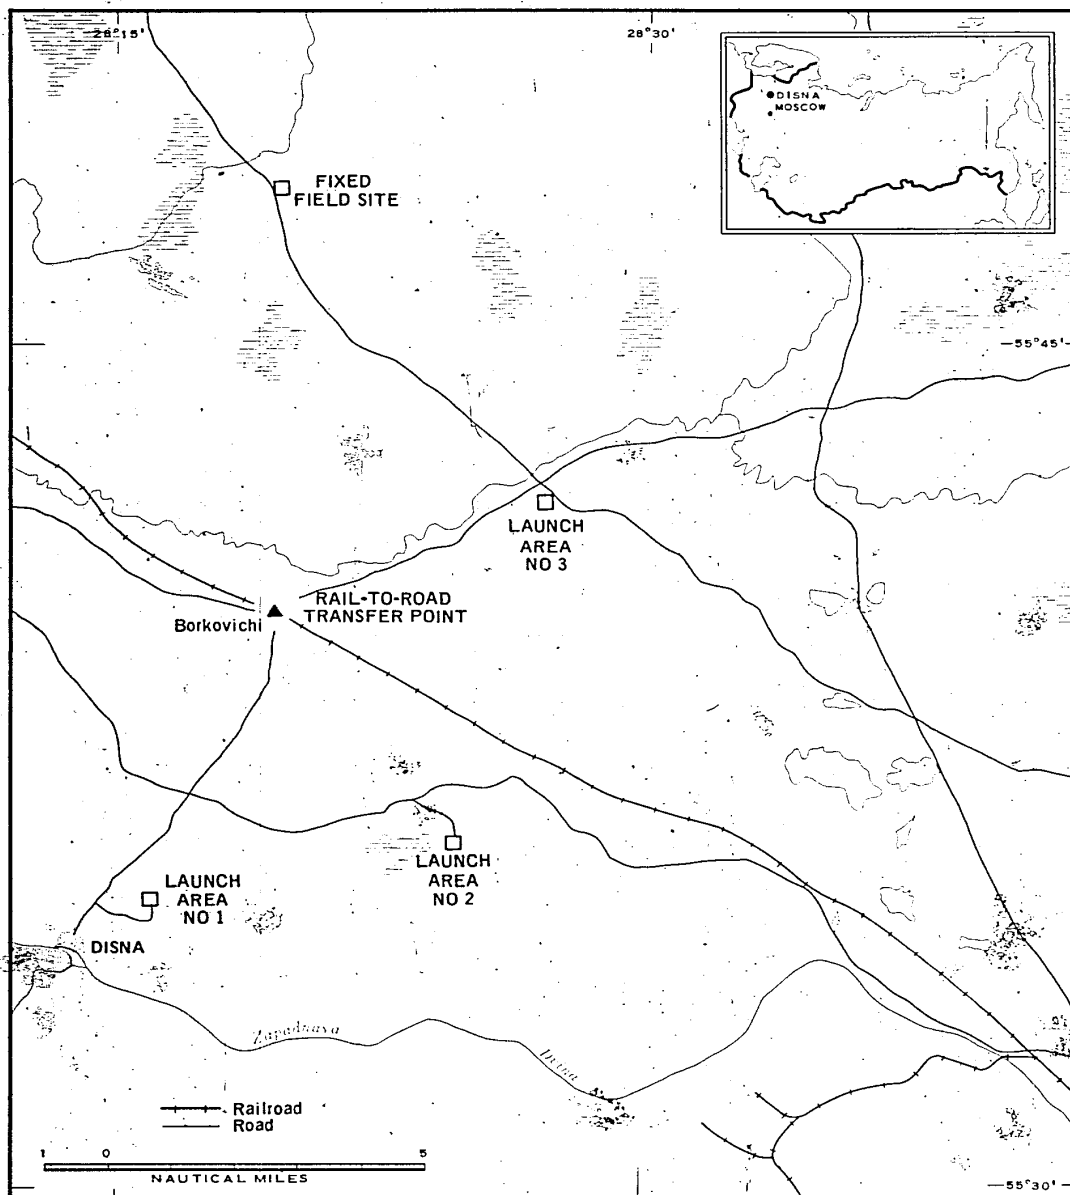 28°15'
28°30'
DISNA
MOSCOW
FIXED
FIELD SITE
55°45'
LAUNCH
AREA
NO 3
RAIL-TO-ROAD
TRANSFER POINT
Borkovichi
LAUNCH
AREA
NO 2
LAUNCH
AREA
NO 1
DISNA
Zapadnaya
Dvina
Railroad
Road
1 0 5
NAUTICAL MILES
55°30'